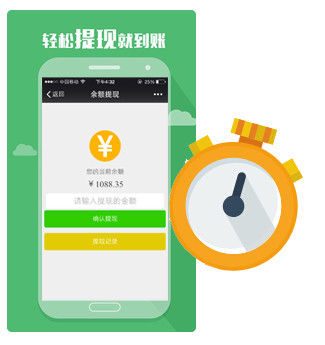 轻松提现就到账
中国移动 下午4:32 25%
返回 余额提现
¥
您的当前余额
¥1088.35
请输入提现的金额
确认提现
提现记录